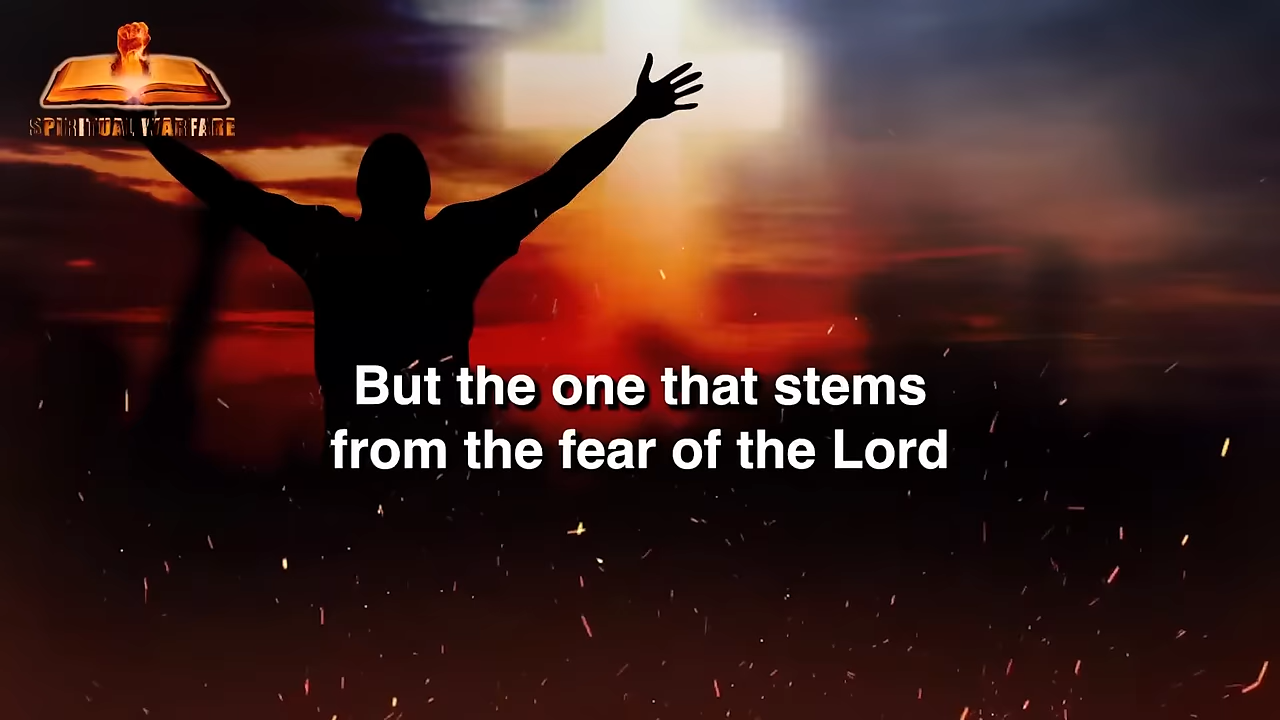 SPIRITUAL WARFARE
But the one that stems
from the fear of the Lord